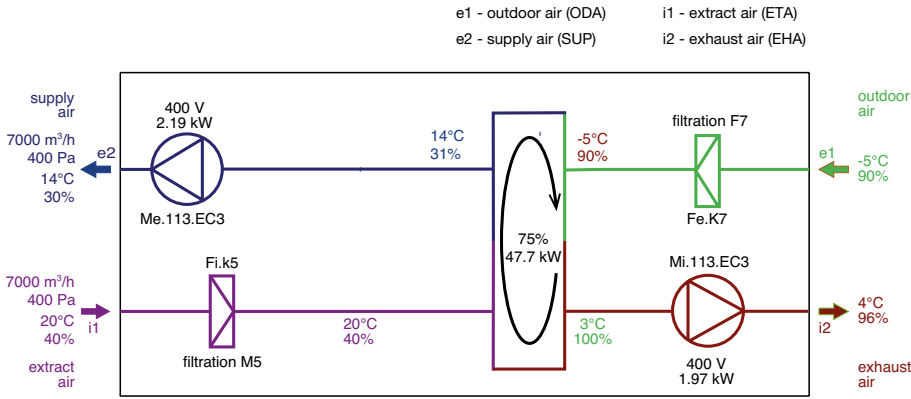 e1 - outdoor air (ODA)
i1 - extract air (ETA)
e2 - supply air (SUP)
i2 - exhaust air (EHA)
supply
air
7000 m³/h
400 Pa
14°C
30%
e2
400 V
2.19 kW
Me.113.EC3
14°C
31%
-5°C
90%
filtration F7
Fe.K7
outdoor
air
e1
-5°C
90%
75%
47.7 kW
7000 m³/h
400 Pa
20°C
40%
i1
extract
air
Fi.k5
filtration M5
20°C
40%
3°C
100%
Mi.113.EC3
400 V
1.97 kW
4°C
96%
i2
exhaust
air